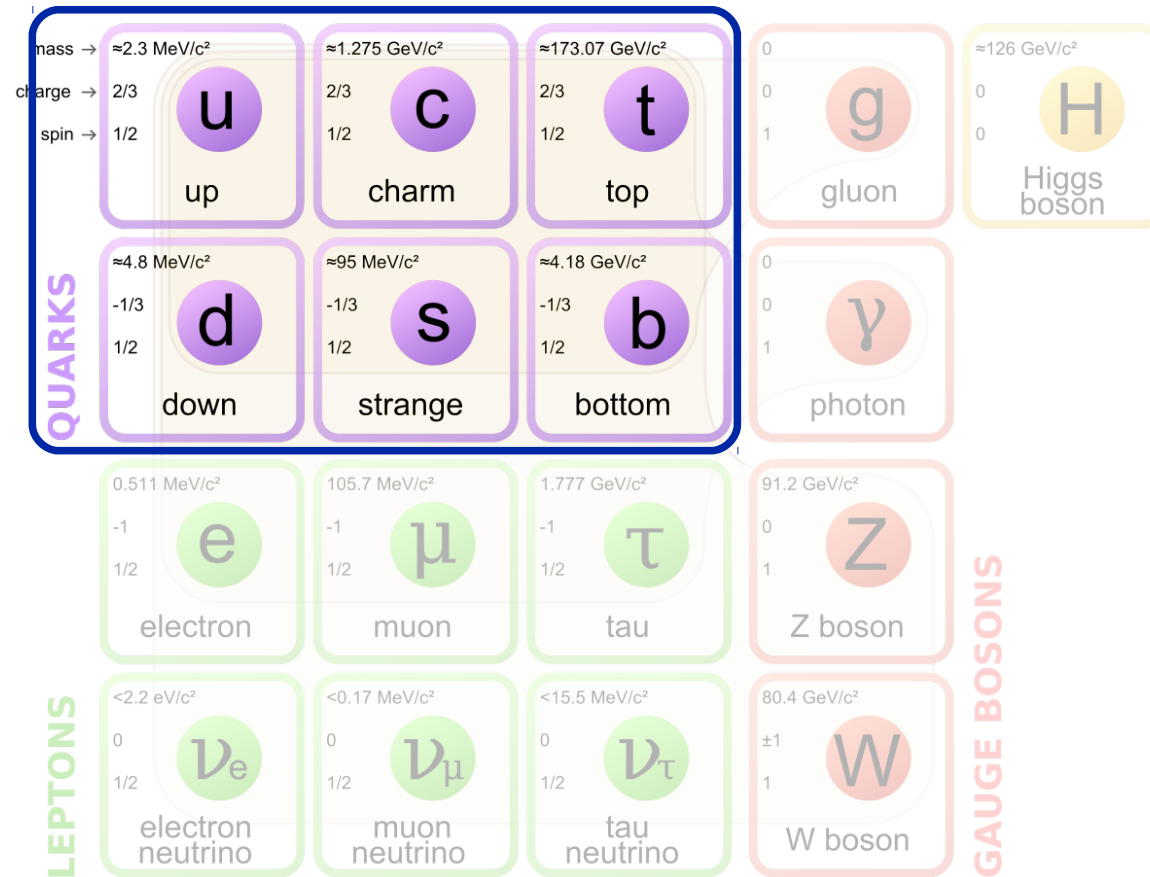 mass → ≈2.3 MeV/c²
charge → 2/3
spin → 1/2
u
up
≈1.275 GeV/c²
2/3
1/2
c
charm
≈173.07 GeV/c²
2/3
1/2
t
top
0
0
1
g
gluon
≈126 GeV/c²
0
0
H
Higgs
boson
QUARKS
≈4.8 MeV/c²
-1/3
1/2
d
down
≈95 MeV/c²
-1/3
1/2
s
strange
≈4.18 GeV/c²
-1/3
1/2
b
bottom
0
0
1
γ
photon
0.511 MeV/c²
-1
1/2
e
electron
105.7 MeV/c²
-1
1/2
μ
muon
1.777 GeV/c²
-1
1/2
τ
tau
91.2 GeV/c²
0
1
Z
Z boson
LEPTONS
<2.2 eV/c²
0
1/2
νe
electron
neutrino
<0.17 MeV/c²
0
1/2
νμ
muon
neutrino
<15.5 MeV/c²
0
1/2
ντ
tau
neutrino
80.4 GeV/c²
±1
1
W
W boson
GAUGE BOSONS